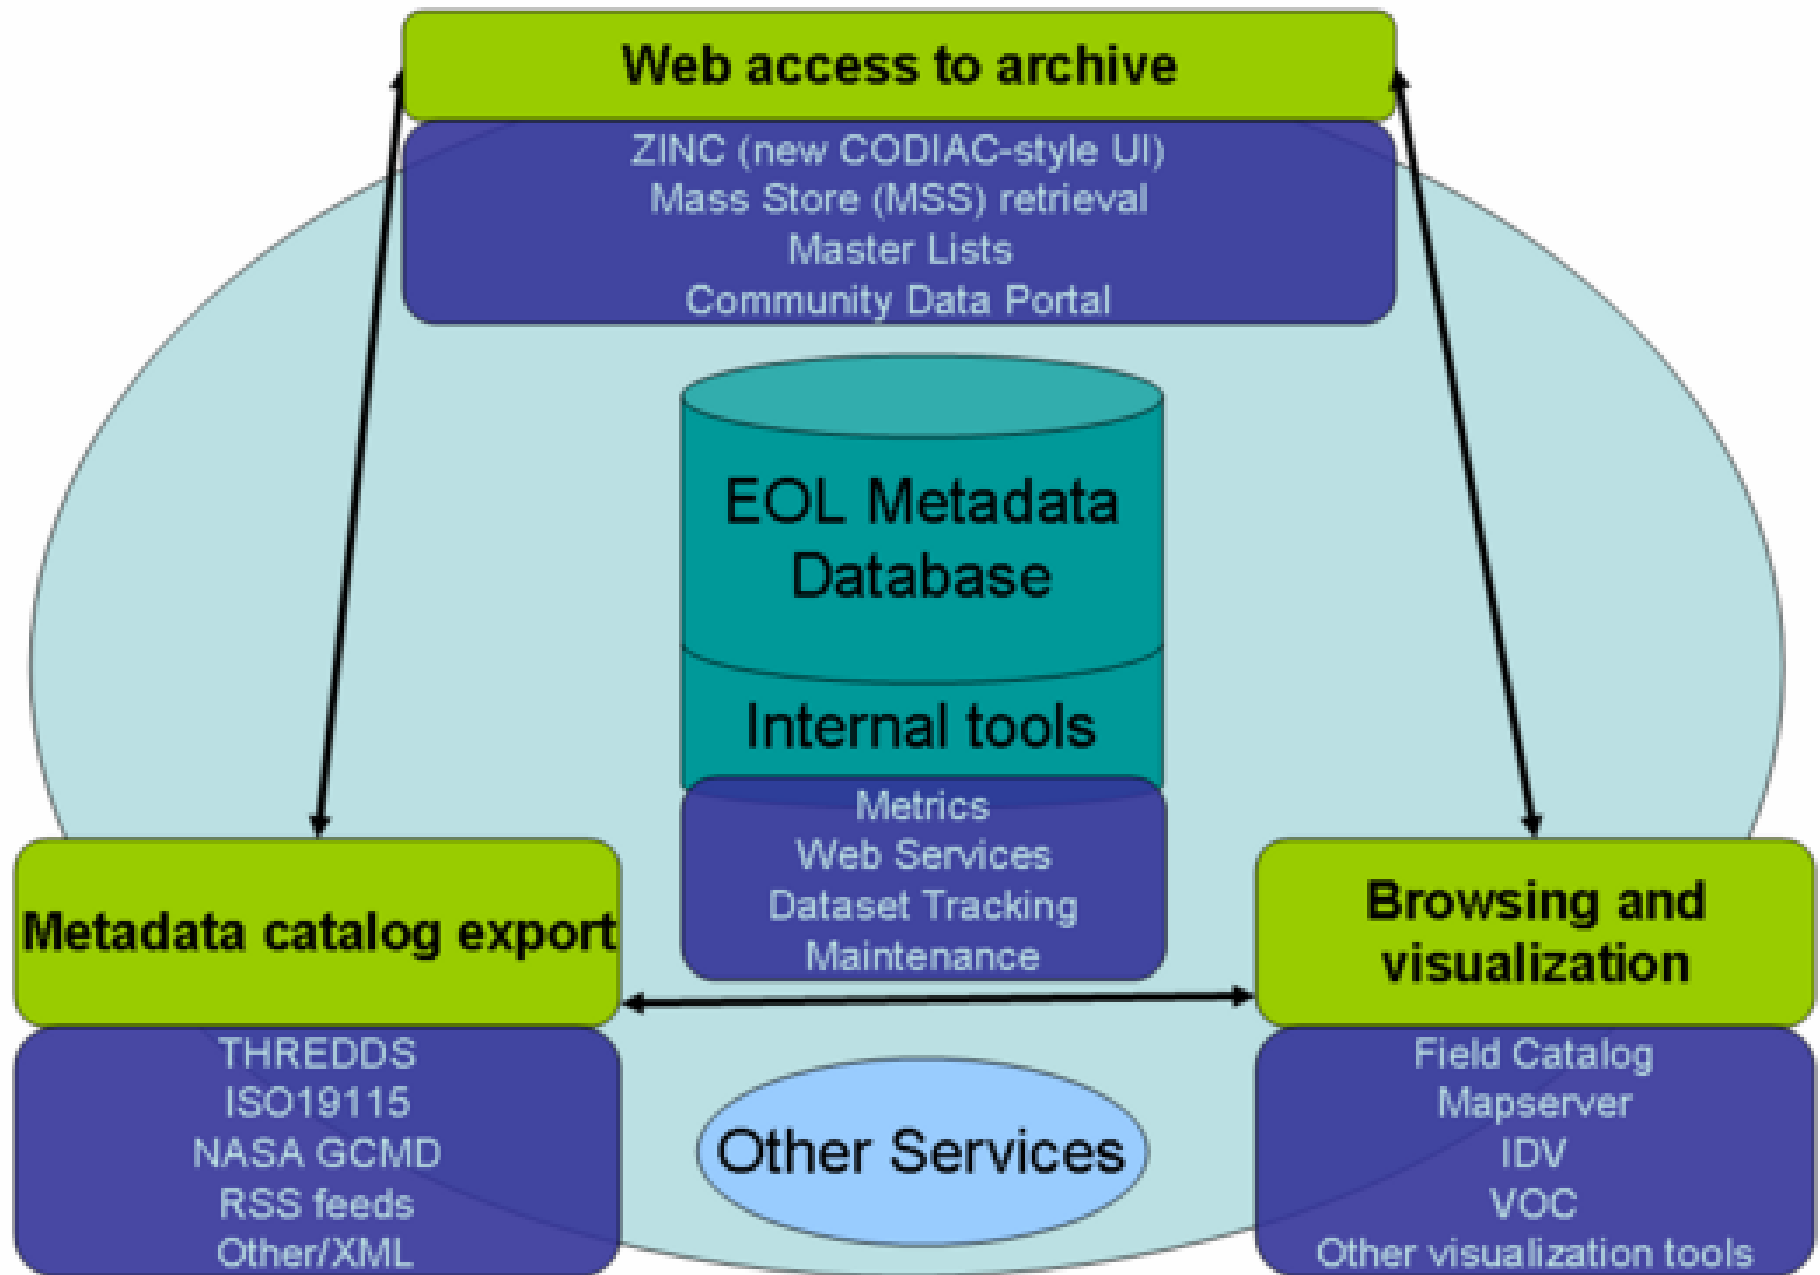 Web access to archive
ZINC (new CODIAC-style UI)
Mass Store (MSS) retrieval
Master Lists
Community Data Portal
EOL Metadata
Database
Internal tools
Metrics
Web Services
Dataset Tracking
Maintenance
Metadata catalog export
THREDDS
ISO19115
NASA GCMD
RSS feeds
Other/XML
Browsing and
visualization
Field Catalog
Mapserver
IDV
VOC
Other visualization tools
Other Services